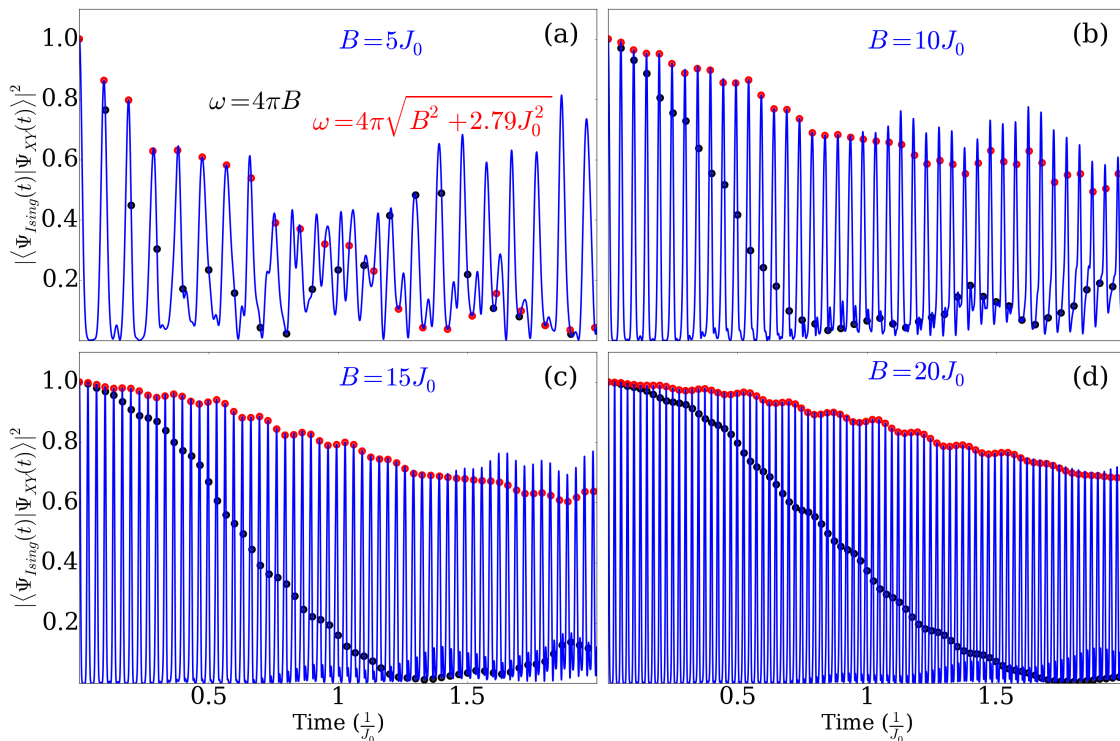 (a)
B=5J₀
ω=4πB
ω=4π√(B²+2.79J₀²)
|⟨Ψ_Ising(t)|Ψ_XY(t)⟩|²
1.0
0.8
0.6
0.4
0.2
(b)
B=10J₀
(c)
B=15J₀
|⟨Ψ_Ising(t)|Ψ_XY(t)⟩|²
1.0
0.8
0.6
0.4
0.2
0.5
1
1.5
Time (1/J₀)
(d)
B=20J₀
0.5
1
1.5
Time (1/J₀)